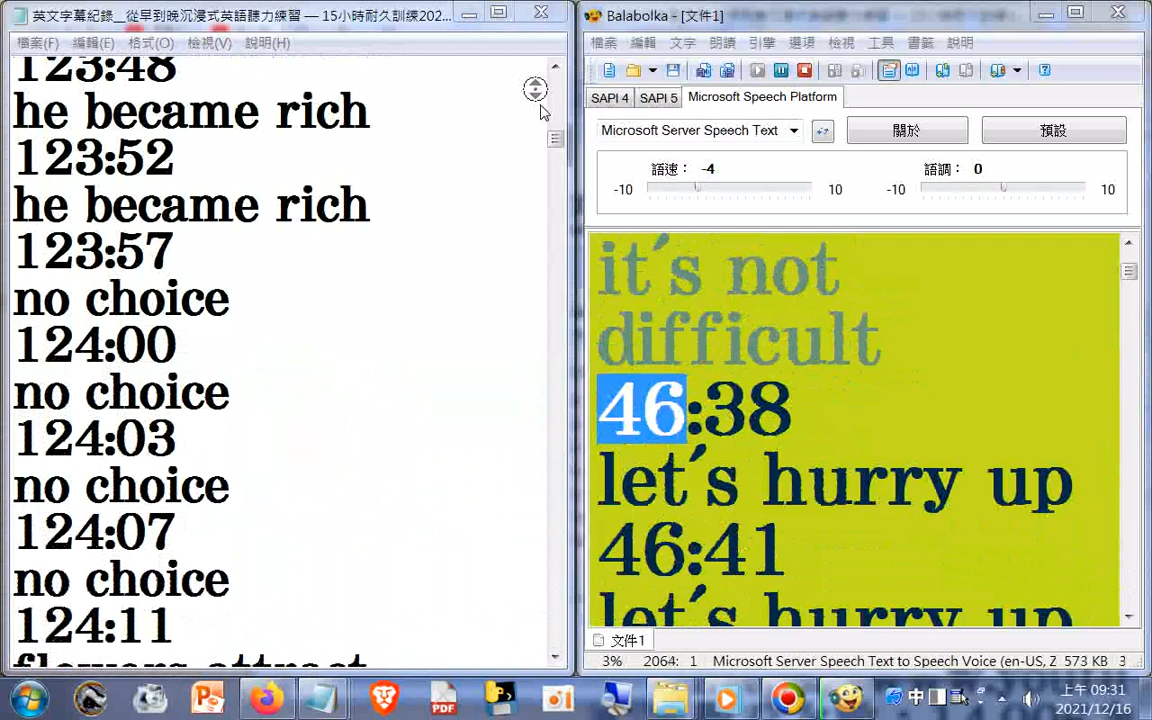 英文字幕紀錄__從早到晚沉浸式英語聽力練習 — 15小時耐久訓練202...
檔案(F) 編輯(E) 格式(O) 檢視(V) 說明(H)
123:48
he became rich
123:52
he became rich
123:57
no choice
124:00
no choice
124:03
no choice
124:07
no choice
124:11
flowers attract
Balabolka - [文件1]
檔案 編輯 文字 朗讀 引擎 選項 檢視 工具 書籤 說明
SAPI 4 SAPI 5 Microsoft Speech Platform
Microsoft Server Speech Text 關於 預設
語速： -4 語調： 0
-10 10 -10 10
it´s not
difficult
46:38
let´s hurry up
46:41
let´s hurry up
文件1
3% 2064: 1 Microsoft Server Speech Text to Speech Voice (en-US, Z 573 KB 3
PDF 中 上午 09:31
2021/12/16